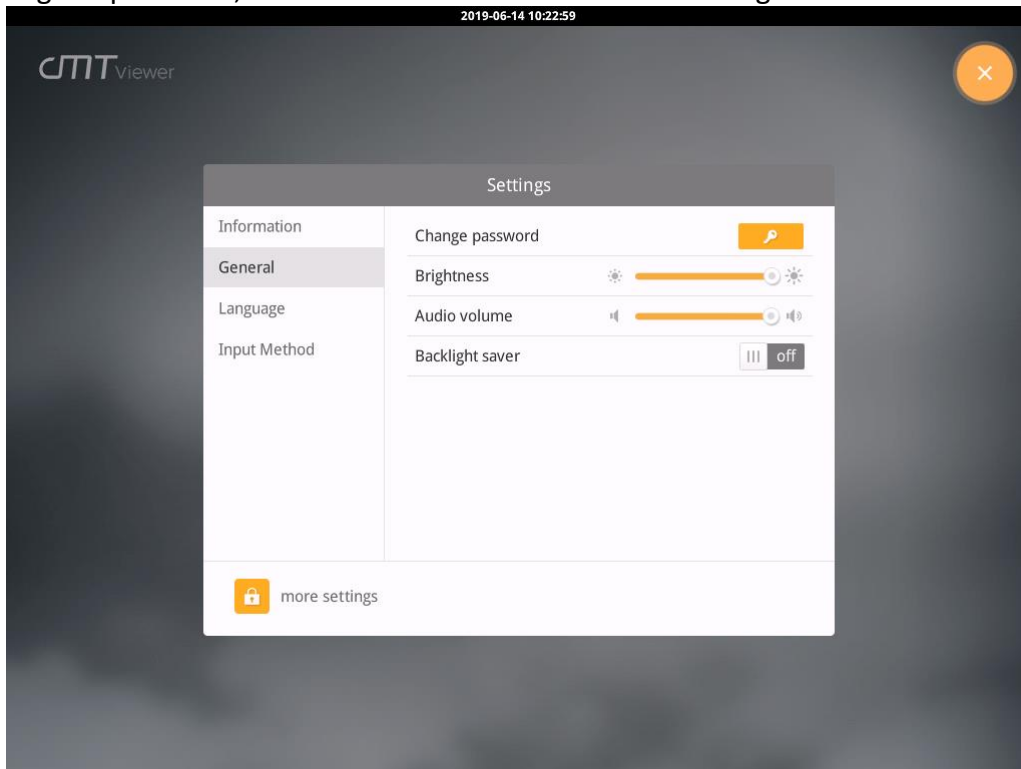 2019-06-14 10:22:59
cMT Viewer
Settings
Information
General
Language
Input Method
Change password
Brightness
Audio volume
Backlight saver
off
more settings